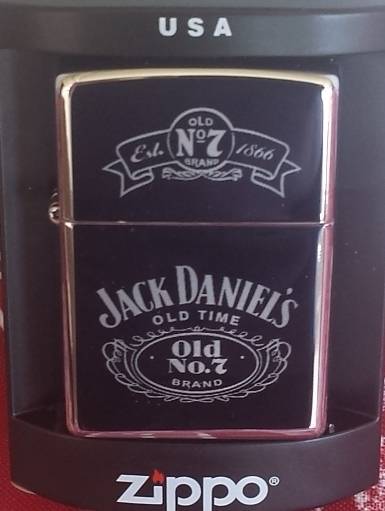 USA
OLD
Est. Nº7 1866
BRAND
JACK DANIEL'S
OLD TIME
Old
No.7
BRAND
Zippo®